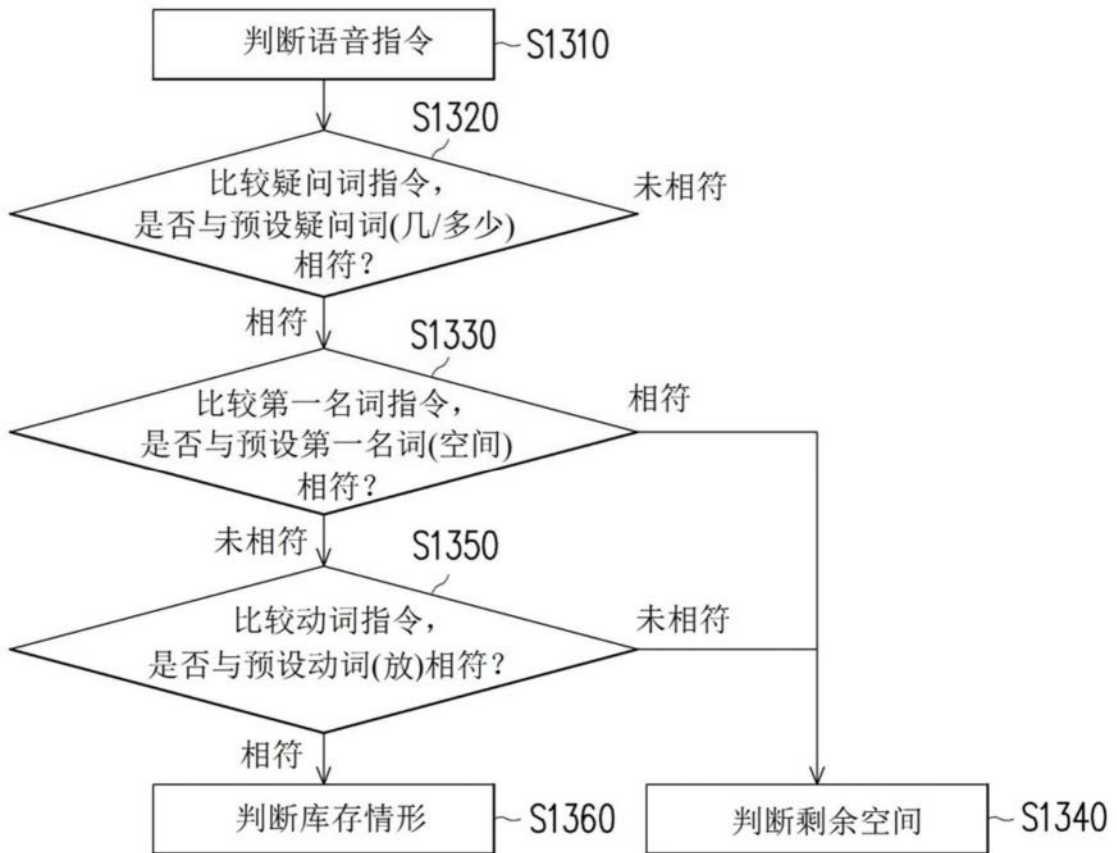 判断语音指令
S1310
S1320
比较疑问词指令，
是否与预设疑问词(几/多少)
相符？
未相符
相符
S1330
比较第一名词指令，
是否与预设第一名词(空间)
相符？
相符
未相符
S1350
比较动词指令，
是否与预设动词(放)相符？
未相符
相符
判断库存情形
S1360
判断剩余空间
S1340